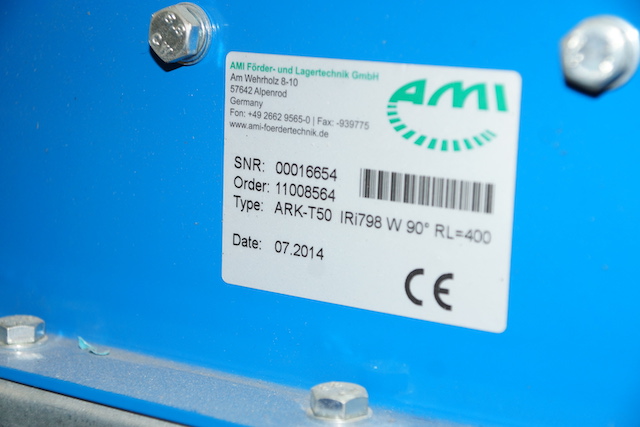 AMI Förder- und Lagertechnik GmbH
Am Wehrholz 8-10
57642 Alpenrod
Germany
Fon: +49 2662 9565-0 | Fax: -939775
www.ami-foerdertechnik.de
AMI
SNR: 00016654
Order: 11008564
Type: ARK-T50 IRi798 W 90° RL=400
Date: 07.2014
CE